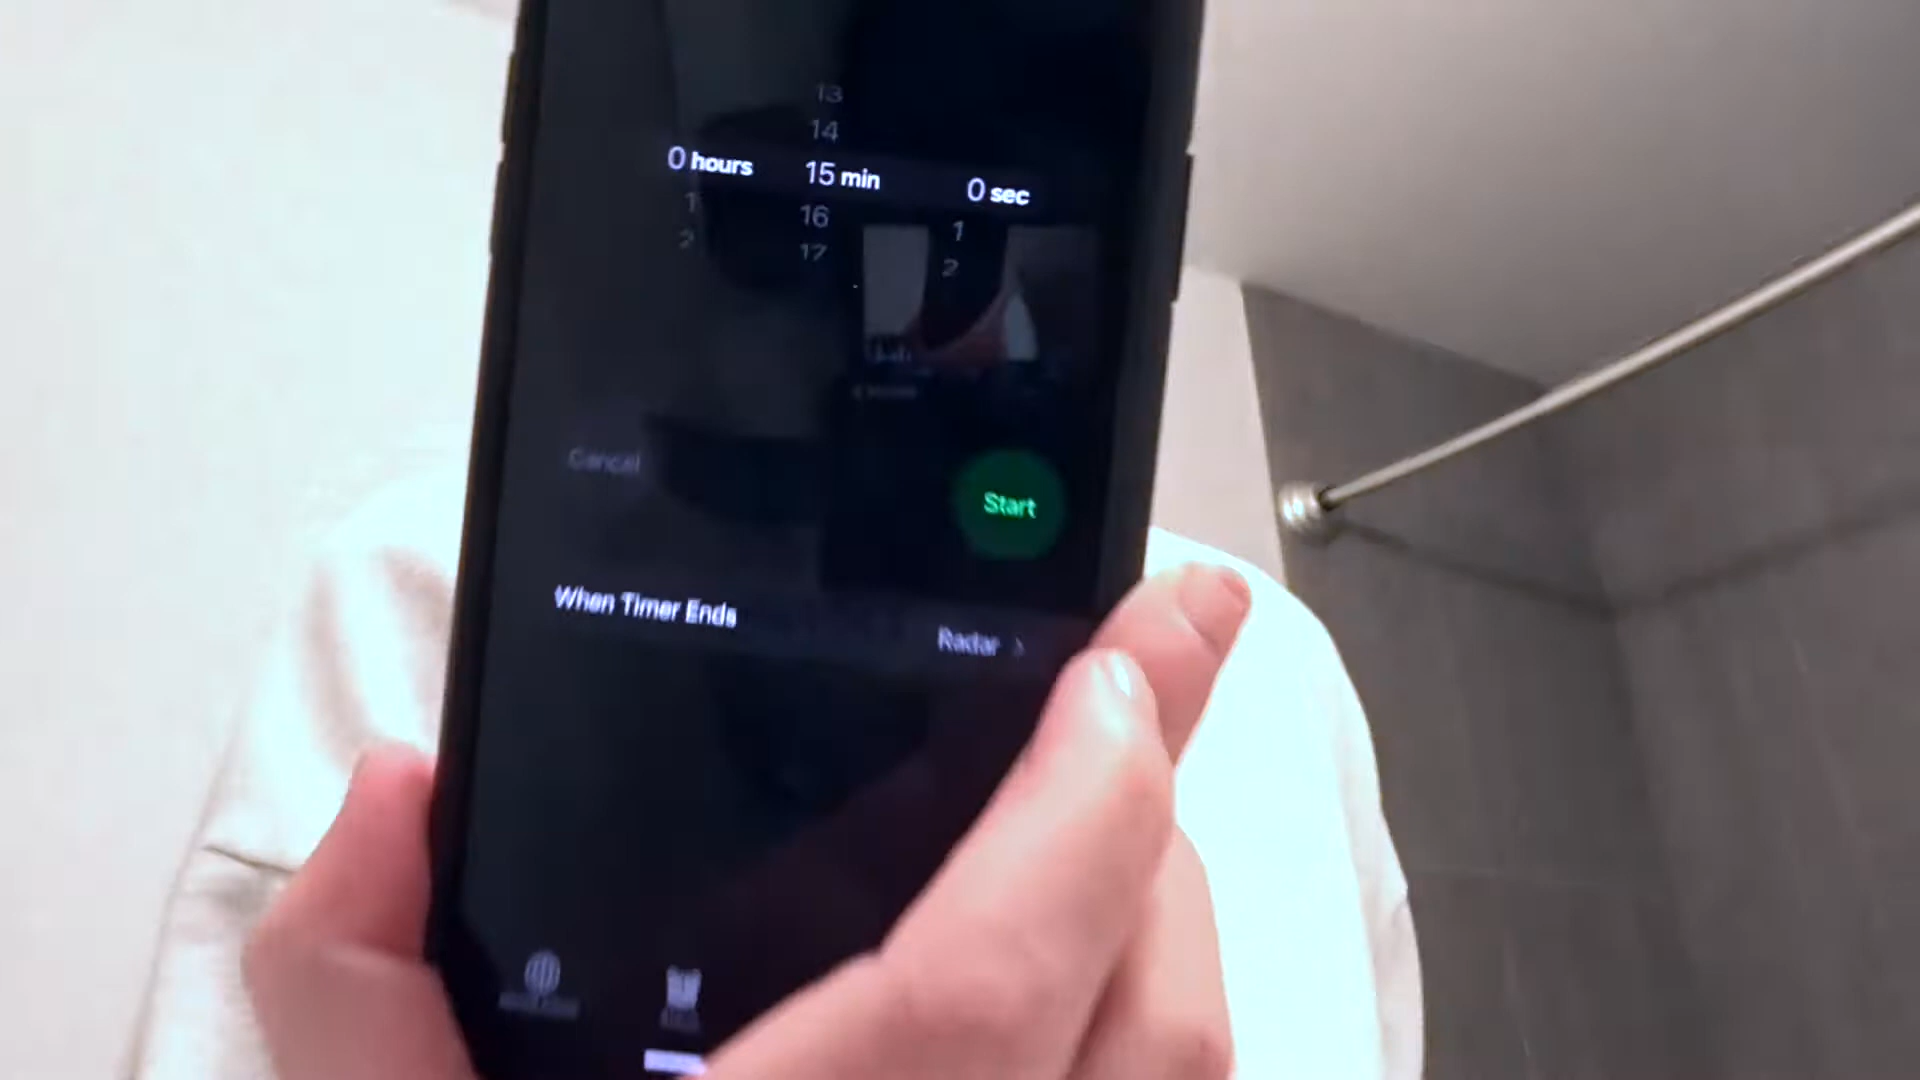 13
14
0 hours 15 min 0 sec
1 16 1
2 17 2
Cancel Start
When Timer Ends Radar